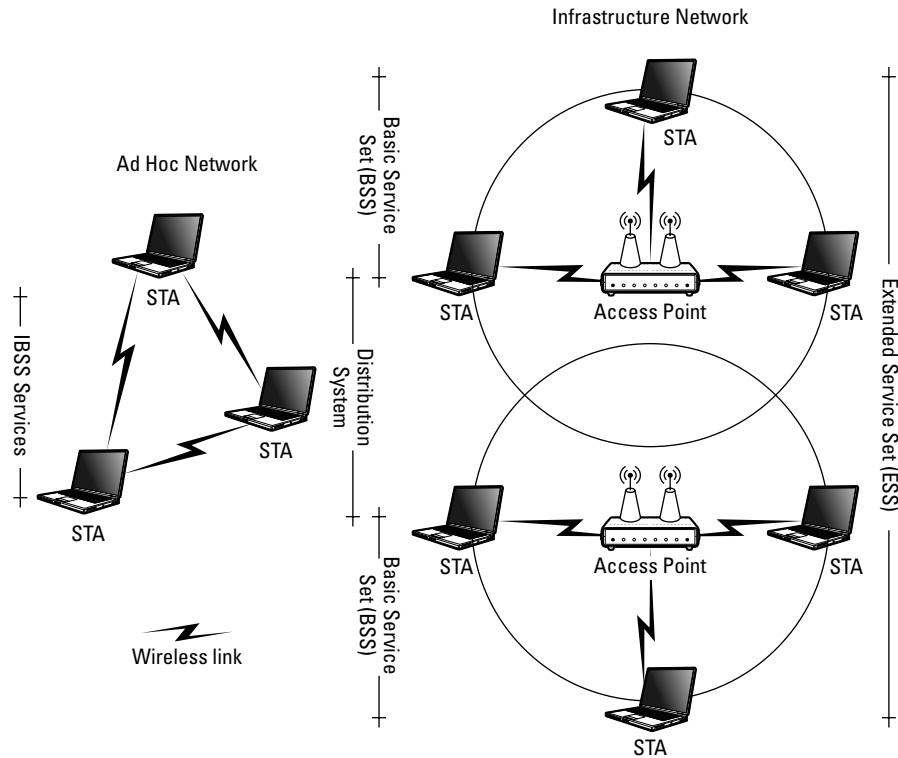 Infrastructure Network
STA
Basic Service
Set (BSS)
Ad Hoc Network
STA
STA
Access Point
STA
STA
IBSS Services
Distribution
System
Extended Service Set (ESS)
STA
STA
STA
Access Point
STA
Basic Service
Set (BSS)
Wireless link
STA